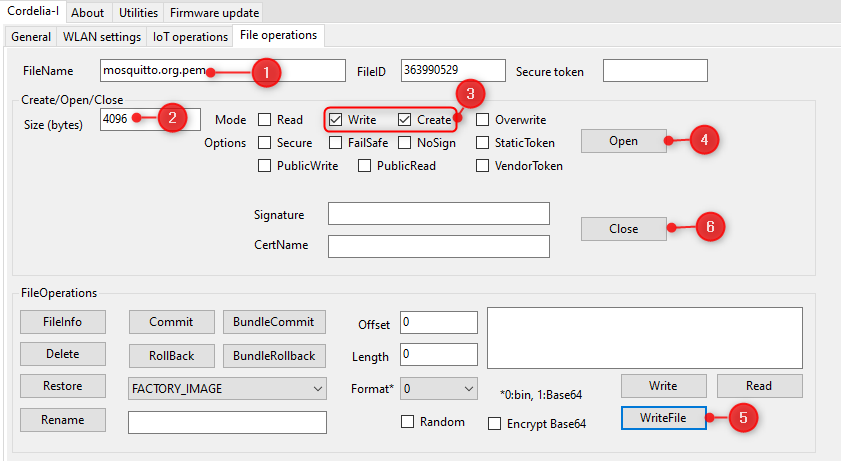 Cordelia-I About Utilities Firmware update
General WLAN settings IoT operations File operations
FileName mosquitto.org.pem 1 FileID 363990529 Secure token
Create/Open/Close 3
Size (bytes) 4096 2 Mode Read Write Create Overwrite
Options Secure FailSafe NoSign StaticToken Open 4
PublicWrite PublicRead VendorToken
Signature
Close 6
CertName
FileOperations
FileInfo Commit BundleCommit Offset 0
Delete RollBack BundleRollback Length 0
Restore FACTORY_IMAGE Format* 0 *0:bin, 1:Base64 Write Read
Rename Random Encrypt Base64 WriteFile 5